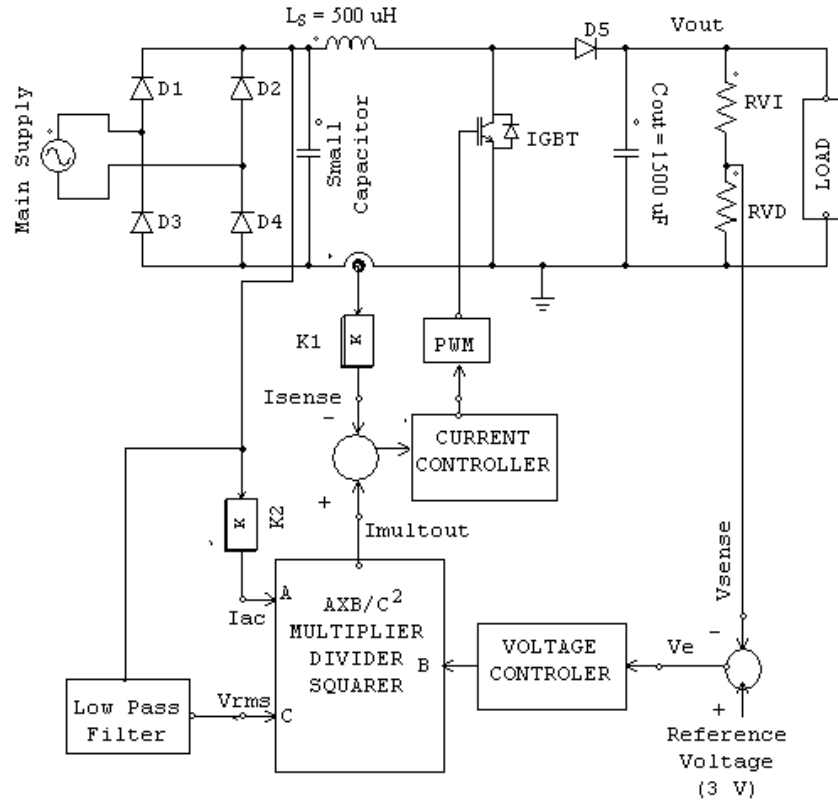 LS = 500 uH
D5
Vout
D1
D2
Main Supply
Small
Capacitor
IGBT
Cout = 1500 uF
RVI
LOAD
D3
D4
RVD
K1
K
PWM
Isense
-
CURRENT
CONTROLLER
+
K
K2
Imultout
Vsense
Iac
A
AXB/C2
MULTIPLIER
DIVIDER
SQUARER
B
VOLTAGE
CONTROLER
Ve
-
Low Pass
Filter
Vrms
C
+
Reference
Voltage
(3 V)